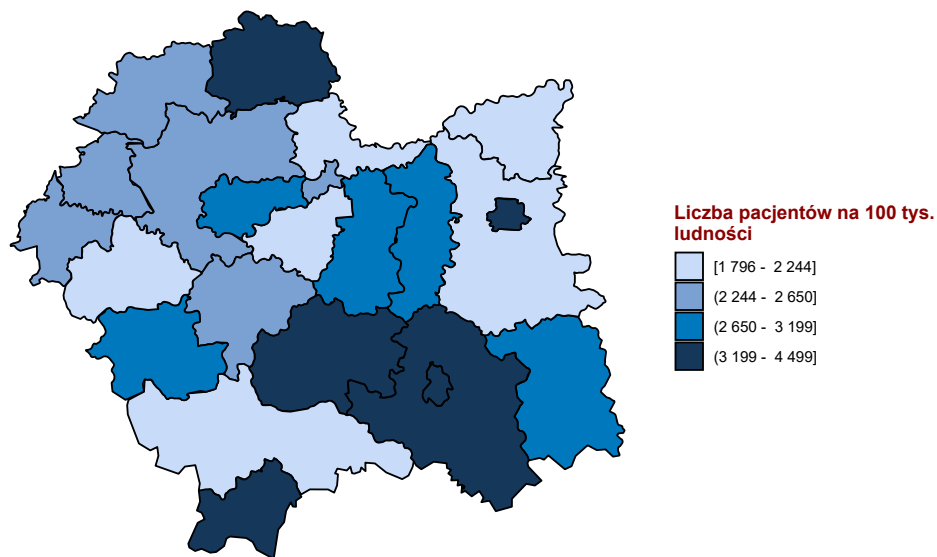 Liczba pacjentów na 100 tys.
ludności
[1 796 - 2 244]
(2 244 - 2 650]
(2 650 - 3 199]
(3 199 - 4 499]